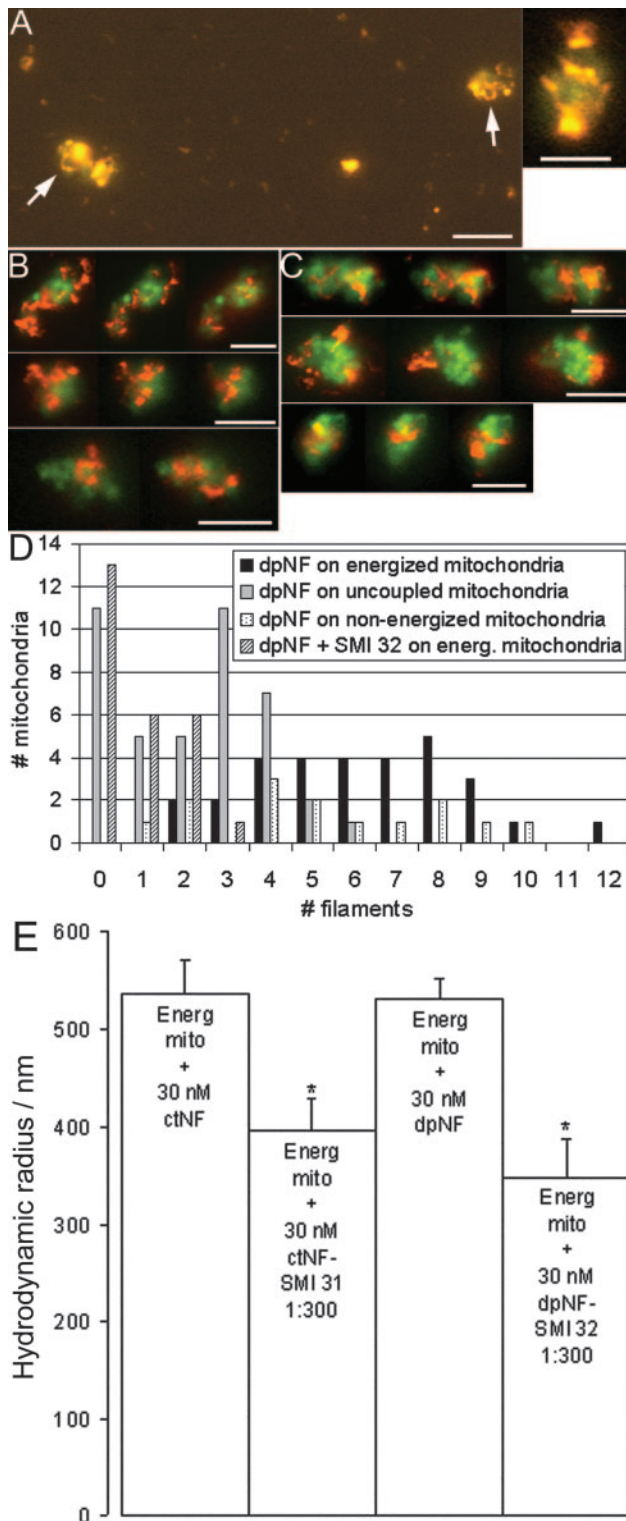 A
B
C
D
14
12
10
8
6
4
2
0
# mitochondria
dpNF on energized mitochondria
dpNF on uncoupled mitochondria
dpNF on non-energized mitochondria
dpNF + SMI 32 on energ. mitochondria
0 1 2 3 4 5 6 7 8 9 10 11 12
# filaments
E
600
500
400
300
200
100
0
Hydrodynamic radius / nm
Energ
mito
+
30 nM
ctNF
*
Energ
mito
+
30 nM
ctNF-
SMI 31
1:300
Energ
mito
+
30 nM
dpNF
*
Energ
mito
+
30 nM
dpNF-
SMI 32
1:300